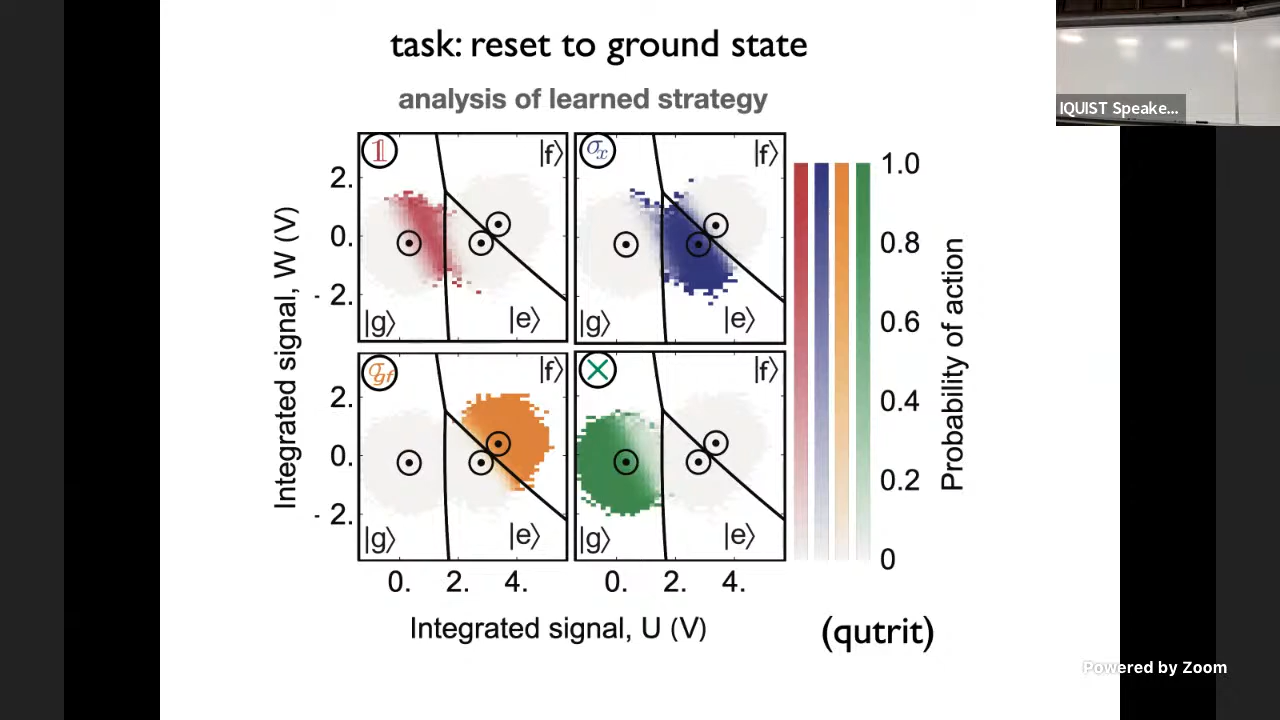 task: reset to ground state
analysis of learned strategy
IQUIST Speake...
𝟙
|f⟩
σx
|f⟩
1.0
2.
0.
- 2.
0.8
0.6
|g⟩
|e⟩
|g⟩
|e⟩
σgf
|f⟩
×
|f⟩
2.
0.
- 2.
0.4
0.2
0
|g⟩
|e⟩
|g⟩
|e⟩
0.
2.
4.
0.
2.
4.
Integrated signal, W (V)
Integrated signal, U (V)
Probability of action
(qutrit)
Powered by Zoom